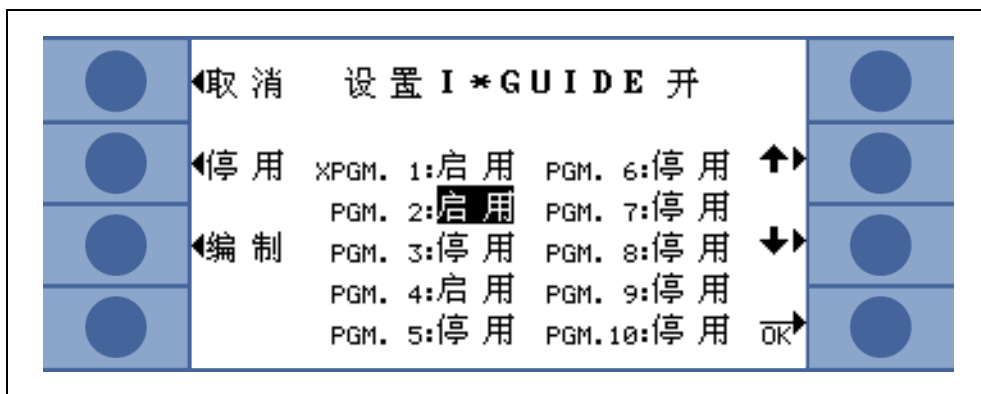 取消 设置I*GUIDE 开
停用 XPGM. 1:启用 PGM. 6:停用
PGM. 2:启用 PGM. 7:停用
编制 PGM. 3:停用 PGM. 8:停用
PGM. 4:启用 PGM. 9:停用
PGM. 5:停用 PGM.10:停用 OK